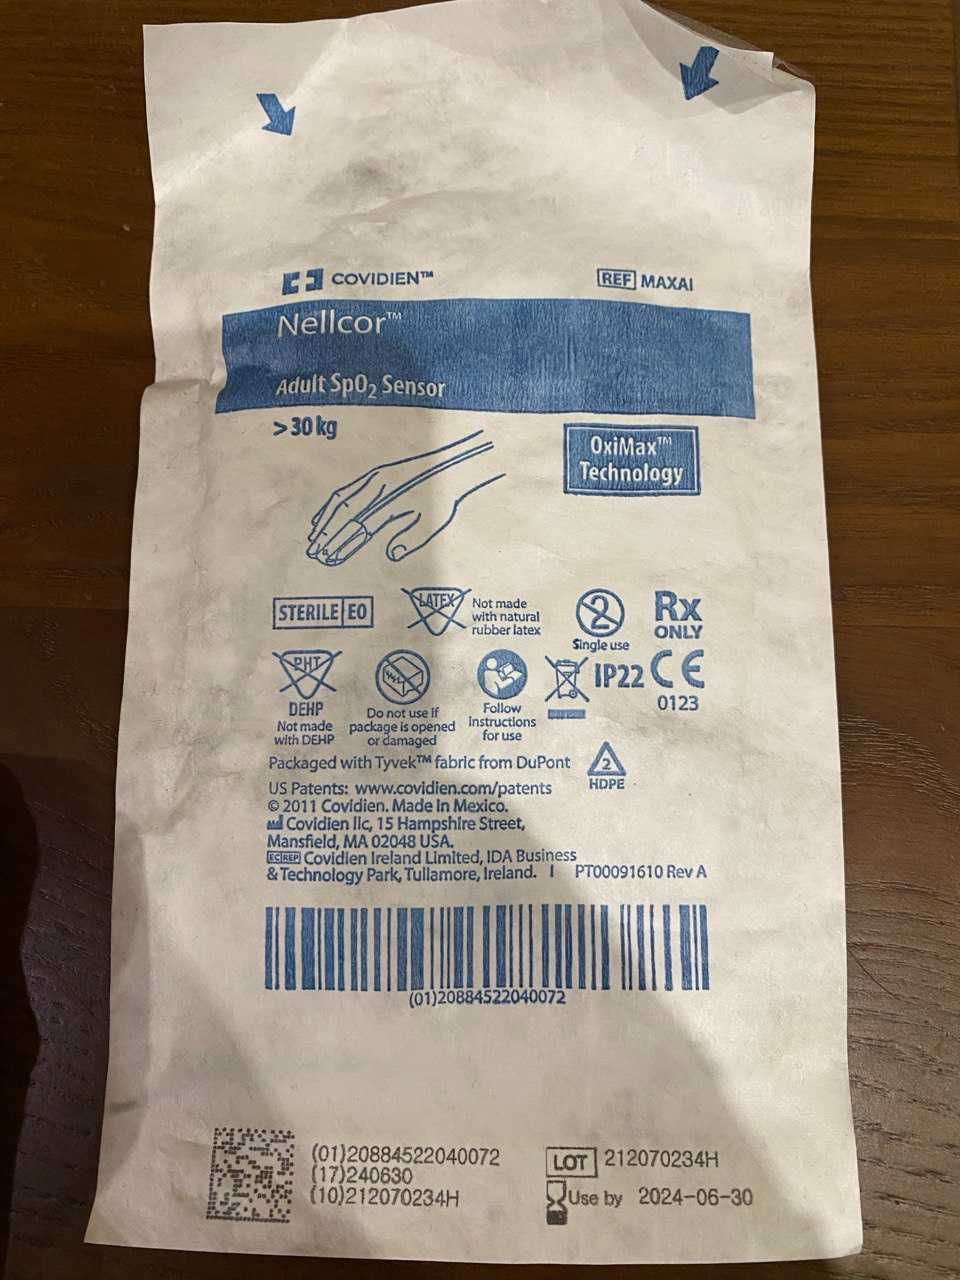 COVIDIEN™
REF MAXAI
Nellcor™
Adult SpO2 Sensor
>30 kg
OxiMax™
Technology
STERILE EO
LATEX
Not made
with natural
rubber latex
2
Single use
Rx
ONLY
PHT
DEHP
Not made
with DEHP
Do not use if
package is opened
or damaged
Follow
instructions
for use
IP22
CE
0123
Packaged with Tyvek™ fabric from DuPont
2
HDPE
US Patents: www.covidien.com/patents
© 2011 Covidien. Made in Mexico.
Covidien llc, 15 Hampshire Street,
Mansfield, MA 02048 USA.
EC REP Covidien Ireland Limited, IDA Business
& Technology Park, Tullamore, Ireland. I PT00091610 Rev A
(01)20884522040072
(01)20884522040072
(17)240630
(10)212070234H
LOT 212070234H
Use by 2024-06-30